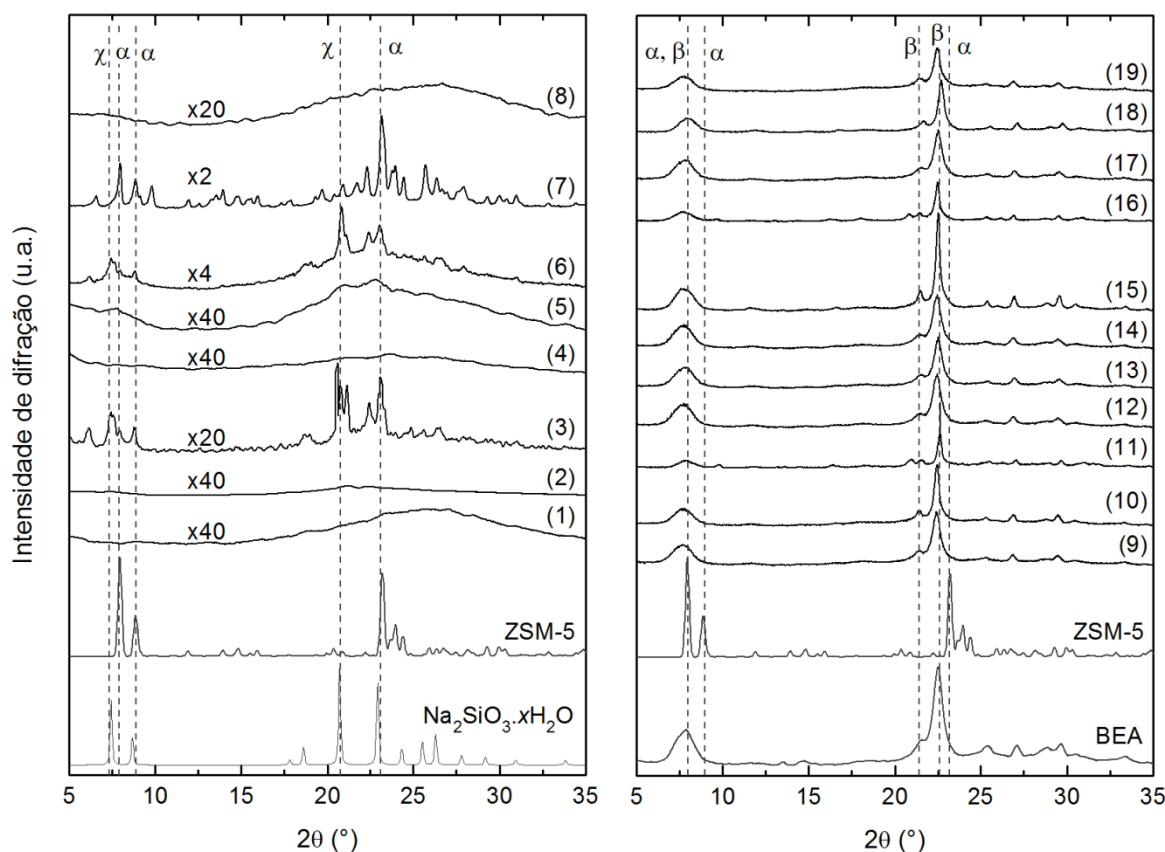 Intensidade de difração (u.a.)
χ α α χ α
(8)
x20
(7)
x2
(6)
x4
(5)
x40
(4)
x40
(3)
x20
(2)
x40
(1)
x40
ZSM-5
Na₂SiO₃.xH₂O
5 10 15 20 25 30 35
2θ (°)
α, β α β β α
(19)
(18)
(17)
(16)
(15)
(14)
(13)
(12)
(11)
(10)
(9)
ZSM-5
BEA
5 10 15 20 25 30 35
2θ (°)